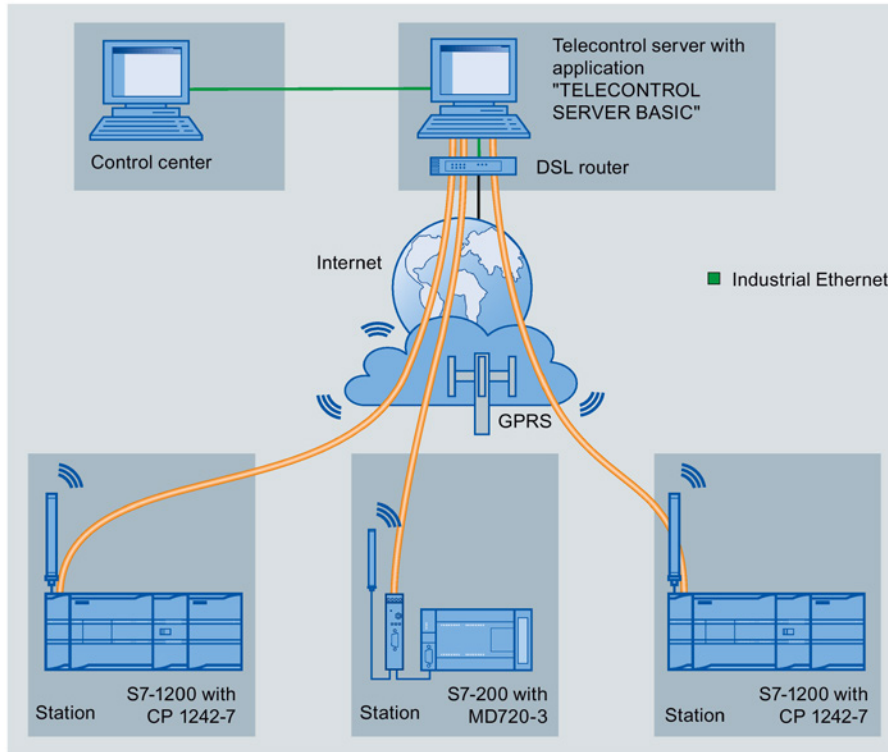 Telecontrol server with
application
"TELECONTROL
SERVER BASIC"
Control center
DSL router
Internet
Industrial Ethernet
GPRS
Station
S7-1200 with
CP 1242-7
Station
S7-200 with
MD720-3
Station
S7-1200 with
CP 1242-7